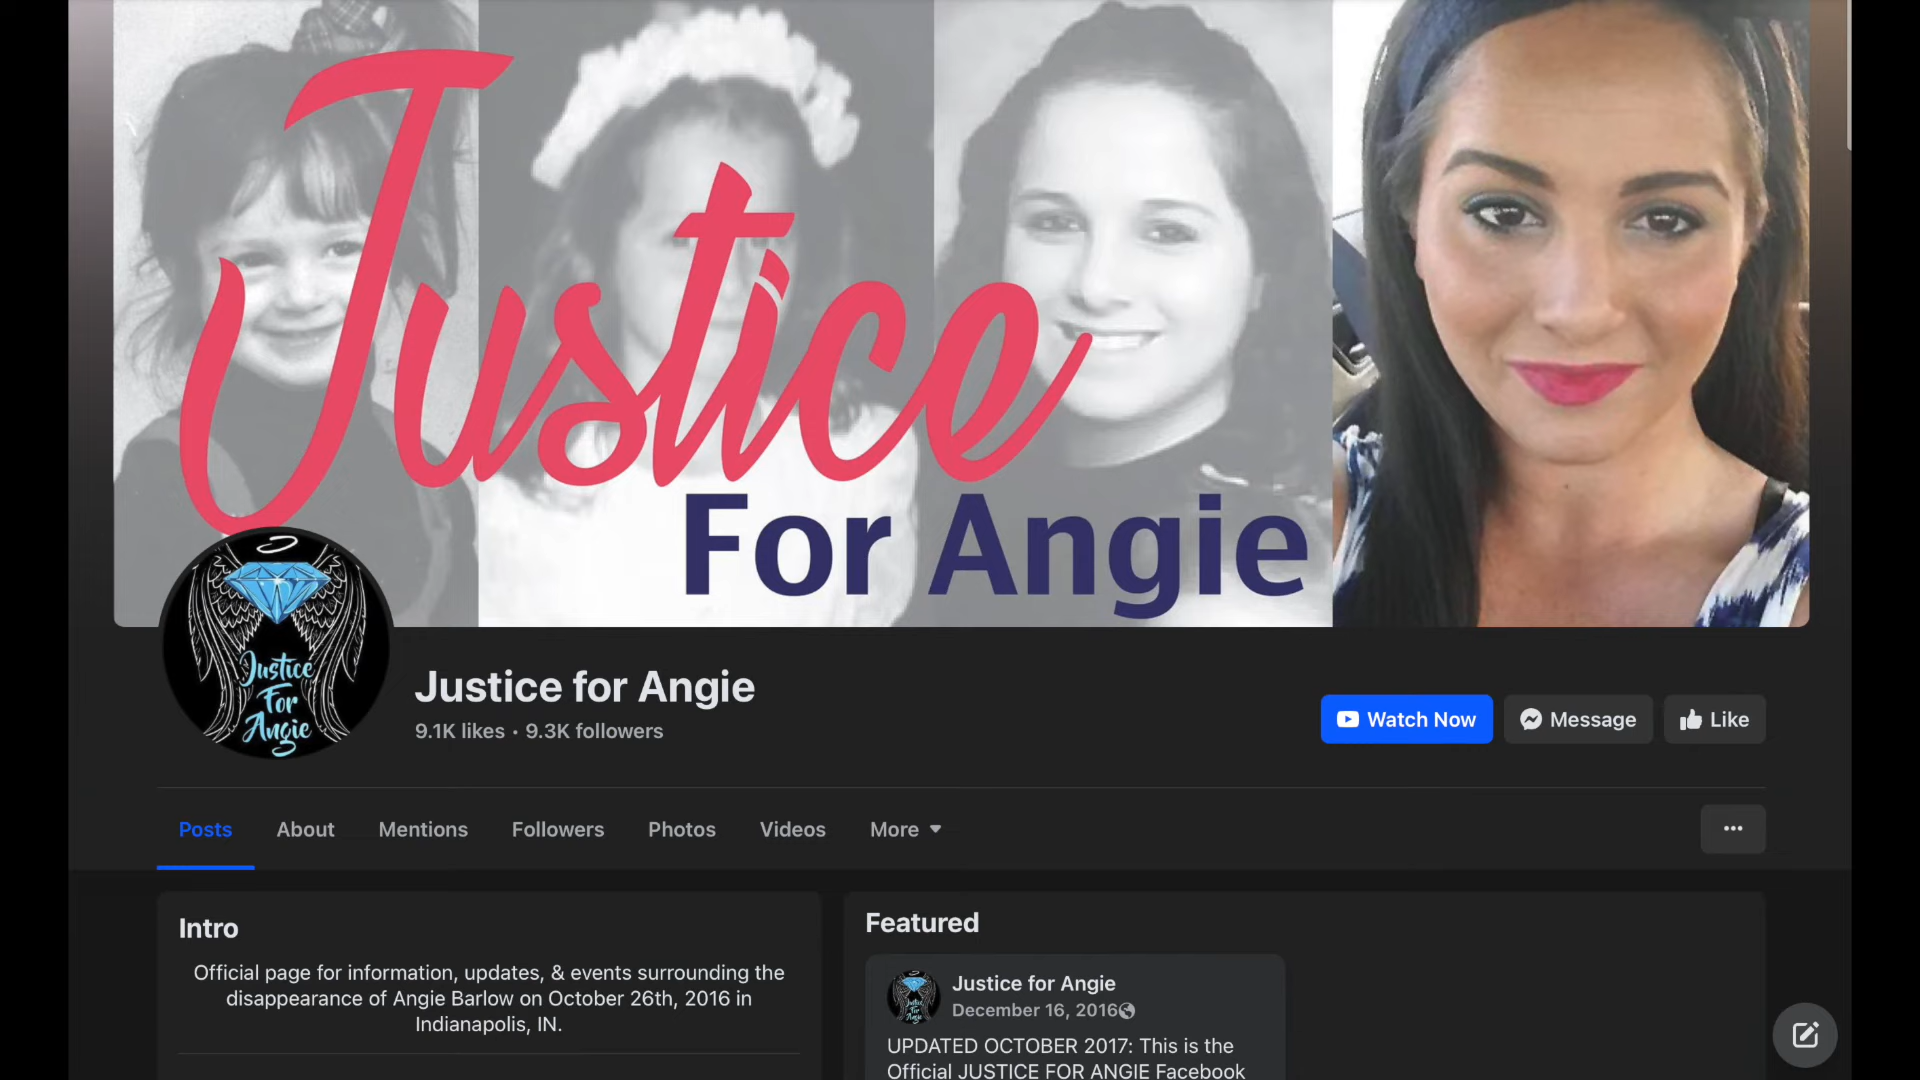 Justice
For Angie
Justice
For
Angie
Justice for Angie
9.1K likes • 9.3K followers
Watch Now
Message
Like
Posts
About
Mentions
Followers
Photos
Videos
More
Intro
Official page for information, updates, & events surrounding the
disappearance of Angie Barlow on October 26th, 2016 in
Indianapolis, IN.
Featured
Justice for Angie
December 16, 2016
UPDATED OCTOBER 2017: This is the
Official JUSTICE FOR ANGIE Facebook